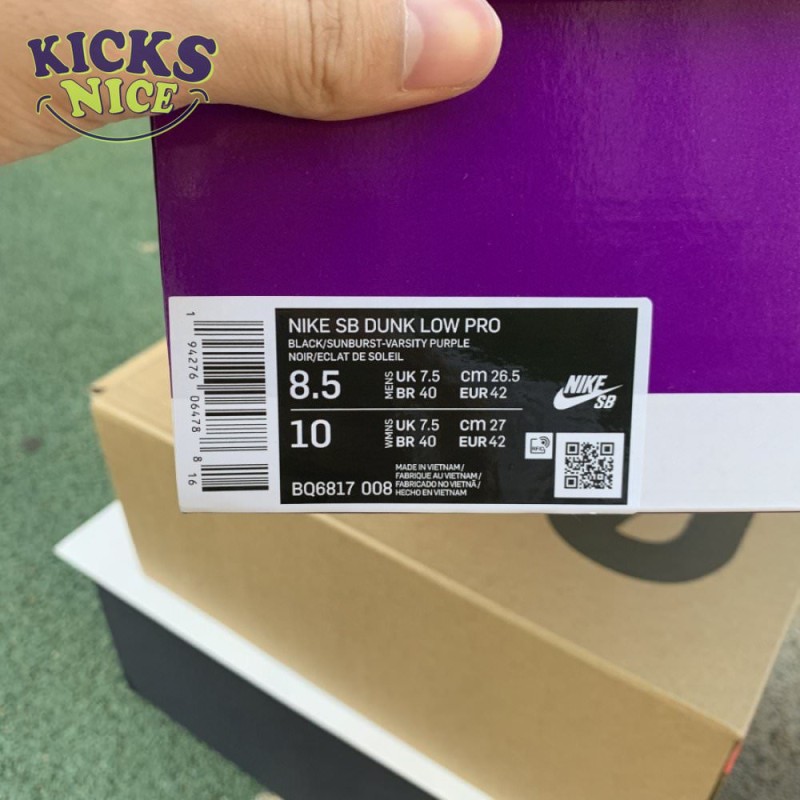 KICKS
NICE
NIKE SB DUNK LOW PRO
BLACK/SUNBURST-VARSITY PURPLE
NOIR/ECLAT DE SOLEIL
8.5 MENS UK 7.5 cm 26.5
BR 40 EUR 42
10 WMNS UK 7.5 cm 27
BR 40 EUR 42
BQ6817 008
MADE IN VIETNAM /
FABRIQUE AU VIETNAM /
FABRICADO NO VIETNÃ /
HECHO EN VIETNAM
NIKE
SB
1 94276 06478 8 16